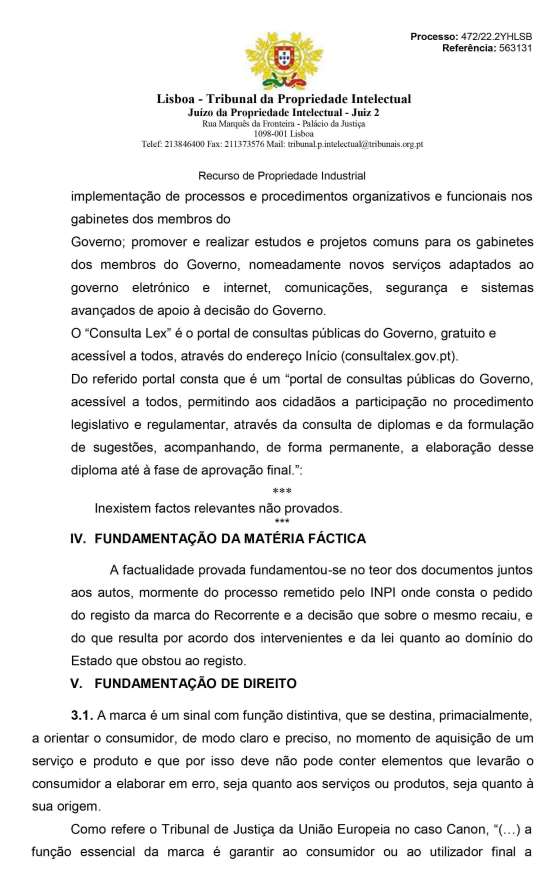 Processo: 472/22.2YHLSB
Referência: 563131
Lisboa - Tribunal da Propriedade Intelectual
Juízo da Propriedade Intelectual - Juiz 2
Rua Marquês da Fronteira - Palácio da Justiça
1098-001 Lisboa
Telef: 213846400 Fax: 211373576 Mail: tribunal.p.intelectual@tribunais.org.pt
Recurso de Propriedade Industrial
implementação de processos e procedimentos organizativos e funcionais nos
gabinetes dos membros do
Governo; promover e realizar estudos e projetos comuns para os gabinetes
dos membros do Governo, nomeadamente novos serviços adaptados ao
governo eletrónico e internet, comunicações, segurança e sistemas
avançados de apoio à decisão do Governo.
O “Consulta Lex” é o portal de consultas públicas do Governo, gratuito e
acessível a todos, através do endereço Início (consultalex.gov.pt).
Do referido portal consta que é um “portal de consultas públicas do Governo,
acessível a todos, permitindo aos cidadãos a participação no procedimento
legislativo e regulamentar, através da consulta de diplomas e da formulação
de sugestões, acompanhando, de forma permanente, a elaboração desse
diploma até à fase de aprovação final.”:
***
Inexistem factos relevantes não provados.
***
IV. FUNDAMENTAÇÃO DA MATÉRIA FÁCTICA
A factualidade provada fundamentou-se no teor dos documentos juntos
aos autos, mormente do processo remetido pelo INPI onde consta o pedido
do registo da marca do Recorrente e a decisão que sobre o mesmo recaiu, e
do que resulta por acordo dos intervenientes e da lei quanto ao domínio do
Estado que obstou ao registo.
V. FUNDAMENTAÇÃO DE DIREITO
3.1. A marca é um sinal com função distintiva, que se destina, primacialmente,
a orientar o consumidor, de modo claro e preciso, no momento de aquisição de um
serviço e produto e que por isso deve não pode conter elementos que levarão o
consumidor a elaborar em erro, seja quanto aos serviços ou produtos, seja quanto à
sua origem.
Como refere o Tribunal de Justiça da União Europeia no caso Canon, “(…) a
função essencial da marca é garantir ao consumidor ou ao utilizador final a